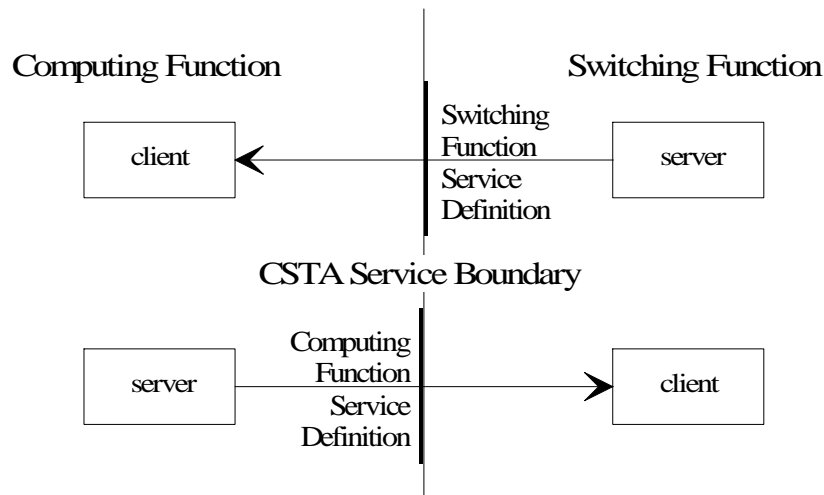 Computing Function
Switching Function
client
Switching
Function
Service
Definition
server
CSTA Service Boundary
server
Computing
Function
Service
Definition
client